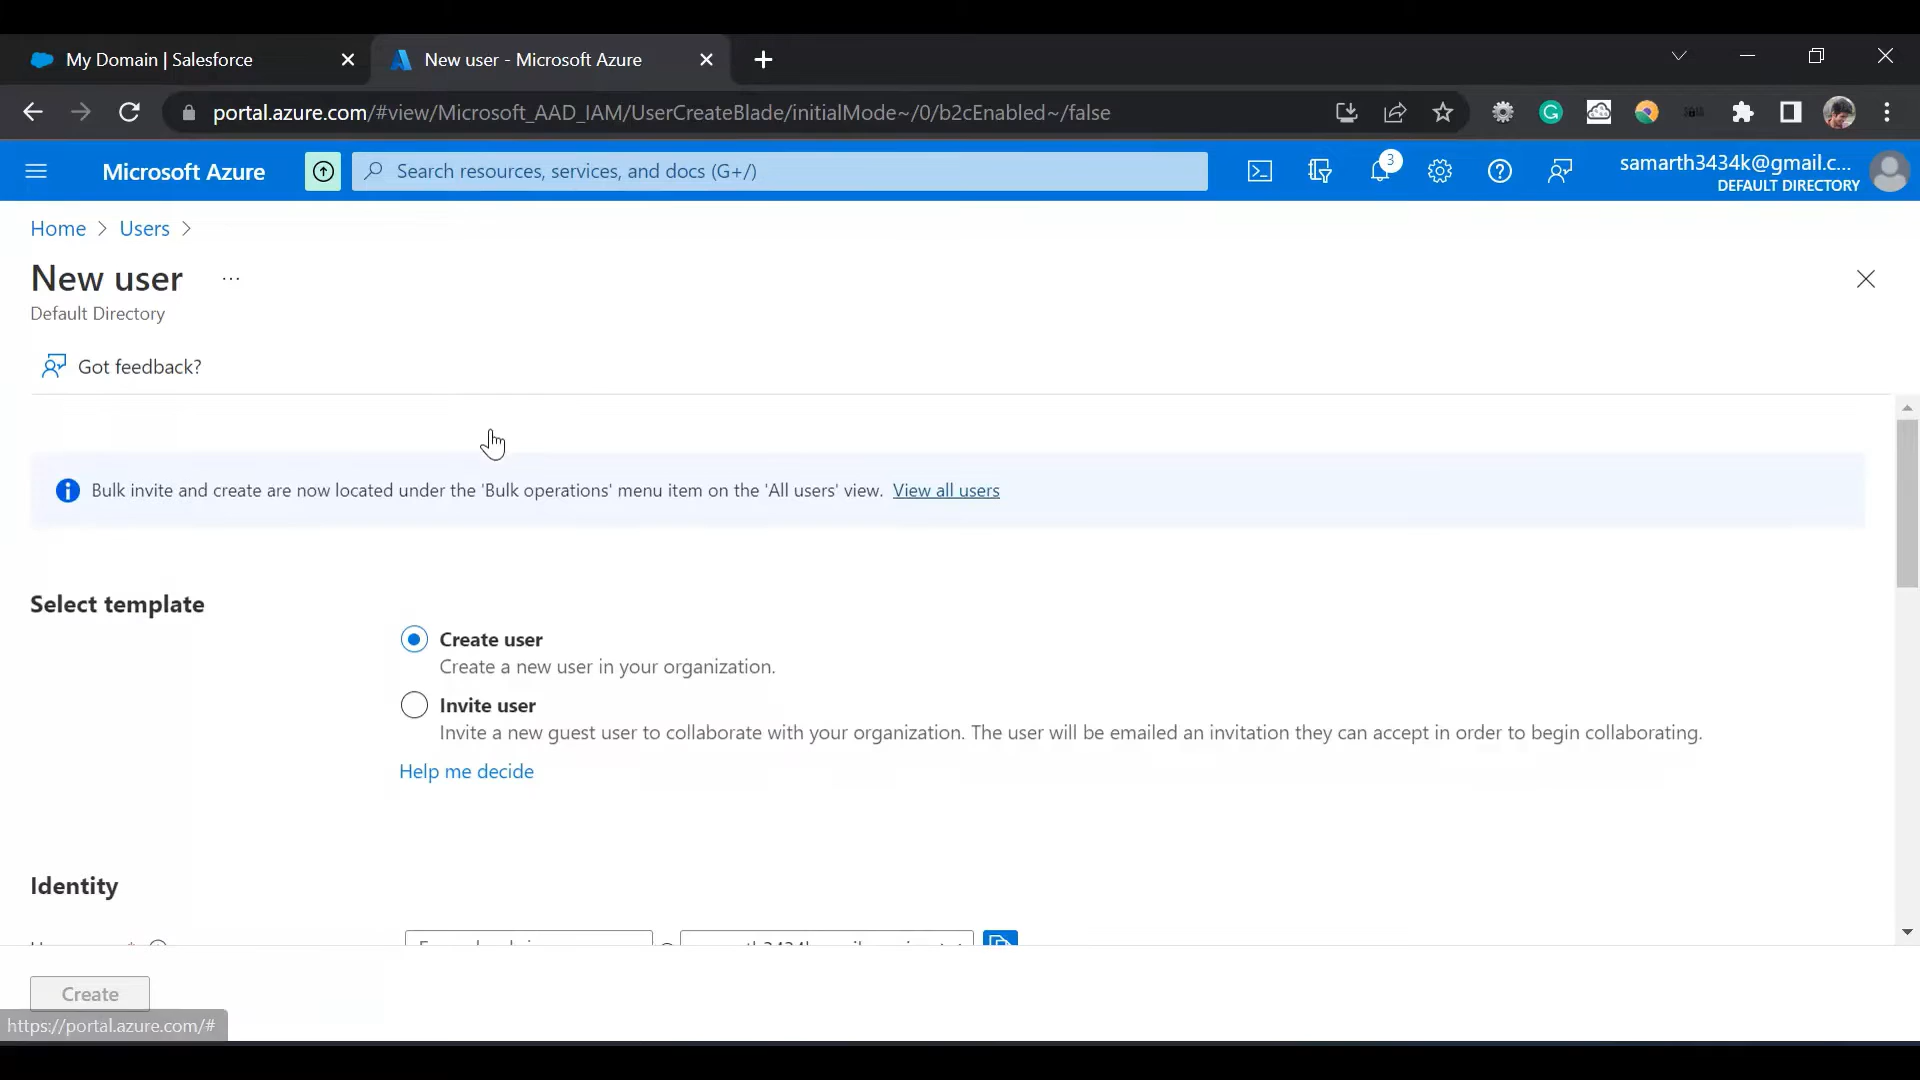 My Domain | Salesforce
New user - Microsoft Azure
portal.azure.com/#view/Microsoft_AAD_IAM/UserCreateBlade/initialMode~/0/b2cEnabled~/false
Microsoft Azure
Search resources, services, and docs (G+/)
3
samarth3434k@gmail.c...
DEFAULT DIRECTORY
Home > Users >
New user ...
Default Directory
Got feedback?
Bulk invite and create are now located under the 'Bulk operations' menu item on the 'All users' view. View all users
Select template
Create user
Create a new user in your organization.
Invite user
Invite a new guest user to collaborate with your organization. The user will be emailed an invitation they can accept in order to begin collaborating.
Help me decide
Identity
Create
https://portal.azure.com/#